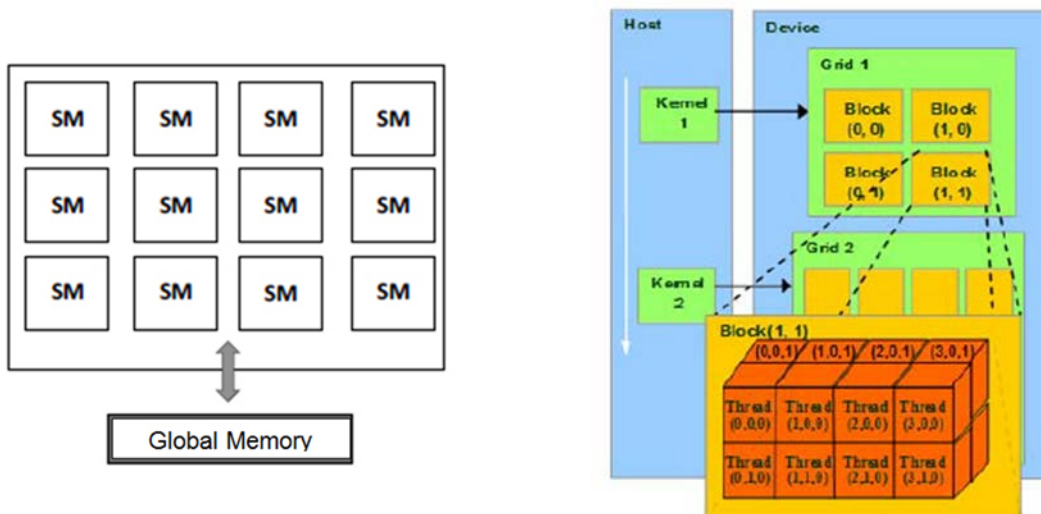 SM SM SM SM
SM SM SM SM
SM SM SM SM
Global Memory
Host
Device
Grid 1
Kernel
1
Block
(0, 0)
Block
(1, 0)
Block
(0, 1)
Block
(1, 1)
Grid 2
Kernel
2
Block(1, 1)
(0,0,1) (1,0,1) (2,0,1) (3,0,1)
Thread
(0,0,0)
Thread
(1,0,0)
Thread
(2,0,0)
Thread
(3,0,0)
Thread
(0,1,0)
Thread
(1,1,0)
Thread
(2,1,0)
Thread
(3,1,0)